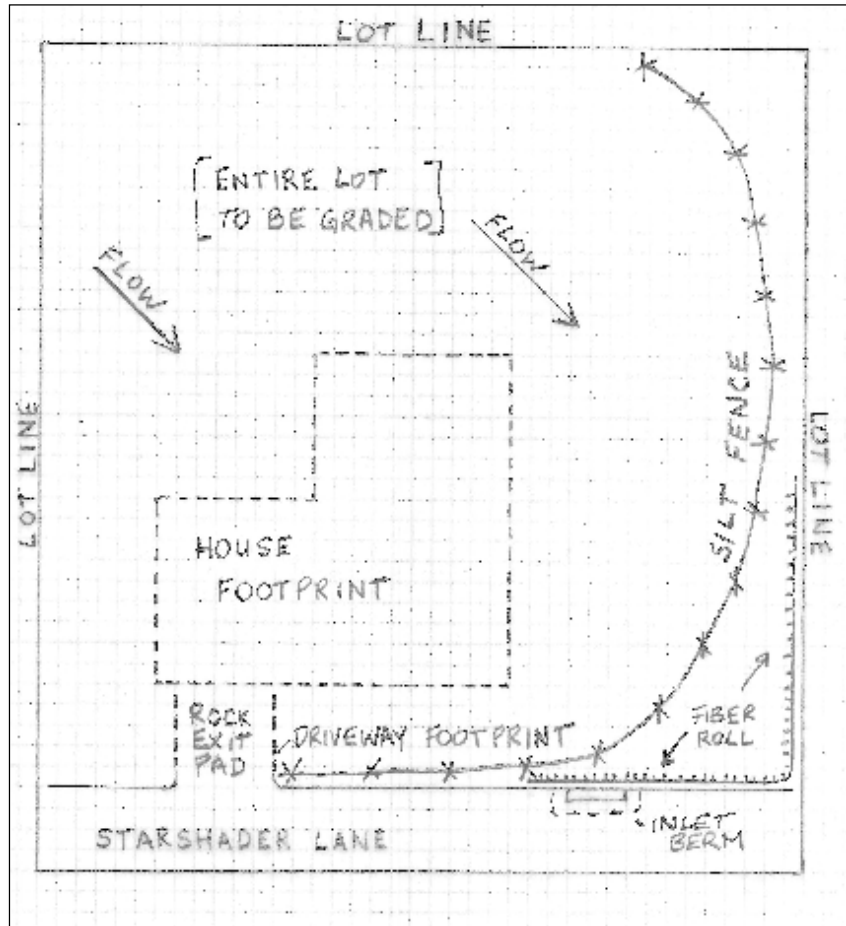 LOT LINE
[ENTIRE LOT
TO BE GRADED]
FLOW
FLOW
LOT LINE
SILT FENCE
LOT LINE
HOUSE
FOOTPRINT
ROCK
EXIT
PAD
DRIVEWAY FOOTPRINT
FIBER
ROLL
INLET
BERM
STARSHADER LANE